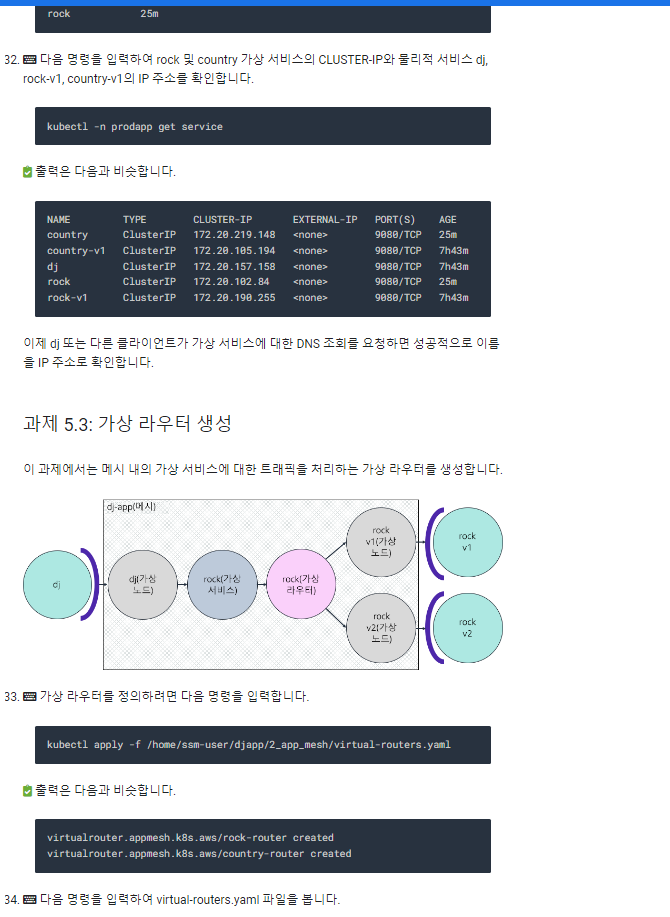 rock 25m
32. 다음 명령을 입력하여 rock 및 country 가상 서비스의 CLUSTER-IP와 물리적 서비스 dj,
rock-v1, country-v1의 IP 주소를 확인합니다.
kubectl -n prodapp get service
출력은 다음과 비슷합니다.
NAME TYPE CLUSTER-IP EXTERNAL-IP PORT(S) AGE
country ClusterIP 172.20.219.148 <none> 9080/TCP 25m
country-v1 ClusterIP 172.20.105.194 <none> 9080/TCP 7h43m
dj ClusterIP 172.20.157.158 <none> 9080/TCP 7h43m
rock ClusterIP 172.20.102.84 <none> 9080/TCP 25m
rock-v1 ClusterIP 172.20.190.255 <none> 9080/TCP 7h43m
이제 dj 또는 다른 클라이언트가 가상 서비스에 대한 DNS 조회를 요청하면 성공적으로 이름
을 IP 주소로 확인합니다.
과제 5.3: 가상 라우터 생성
이 과제에서는 메시 내의 가상 서비스에 대한 트래픽을 처리하는 가상 라우터를 생성합니다.
dj-app(메시)
dj
dj(가상
노드)
rock(가상
서비스)
rock(가상
라우터)
rock
v1(가상
노드)
rock
v1
rock
v2(가상
노드)
rock
v2
33. 가상 라우터를 정의하려면 다음 명령을 입력합니다.
kubectl apply -f /home/ssm-user/djapp/2_app_mesh/virtual-routers.yaml
출력은 다음과 비슷합니다.
virtualrouter.appmesh.k8s.aws/rock-router created
virtualrouter.appmesh.k8s.aws/country-router created
34. 다음 명령을 입력하여 virtual-routers.yaml 파일을 봅니다.